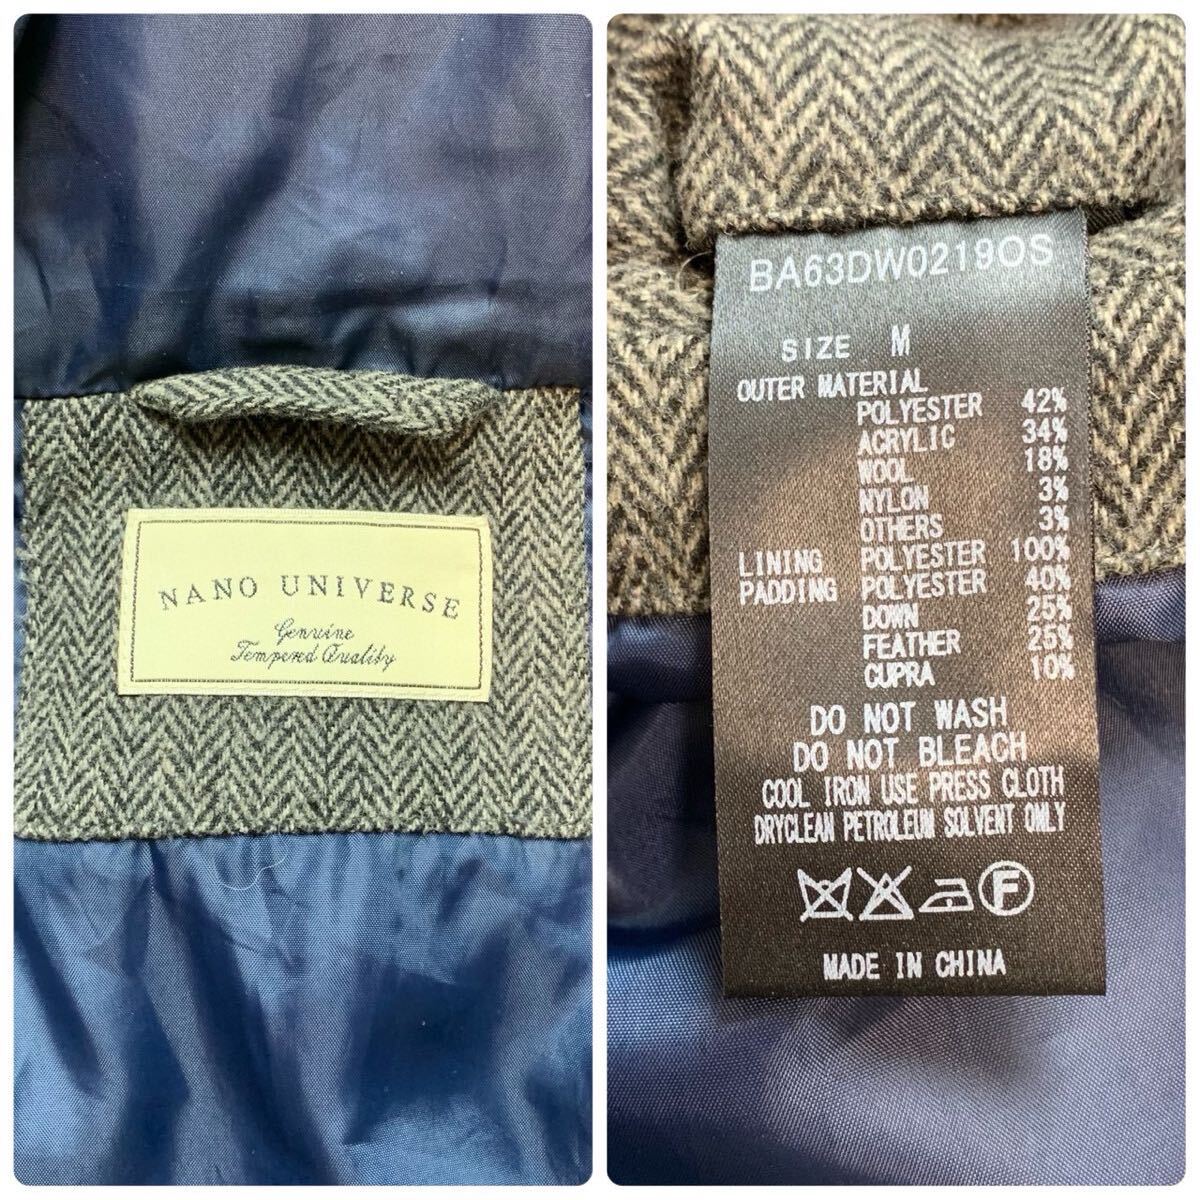 NANO UNIVERSE
Genuine
Tempered Quality
BA63DW0219OS
SIZE M
OUTER MATERIAL
POLYESTER 42%
ACRYLIC 34%
WOOL 18%
NYLON 3%
OTHERS 3%
LINING POLYESTER 100%
PADDING POLYESTER 40%
DOWN 25%
FEATHER 25%
CUPRA 10%
DO NOT WASH
DO NOT BLEACH
COOL IRON USE PRESS CLOTH
DRYCLEAN PETROLEUM SOLVENT ONLY
F
MADE IN CHINA